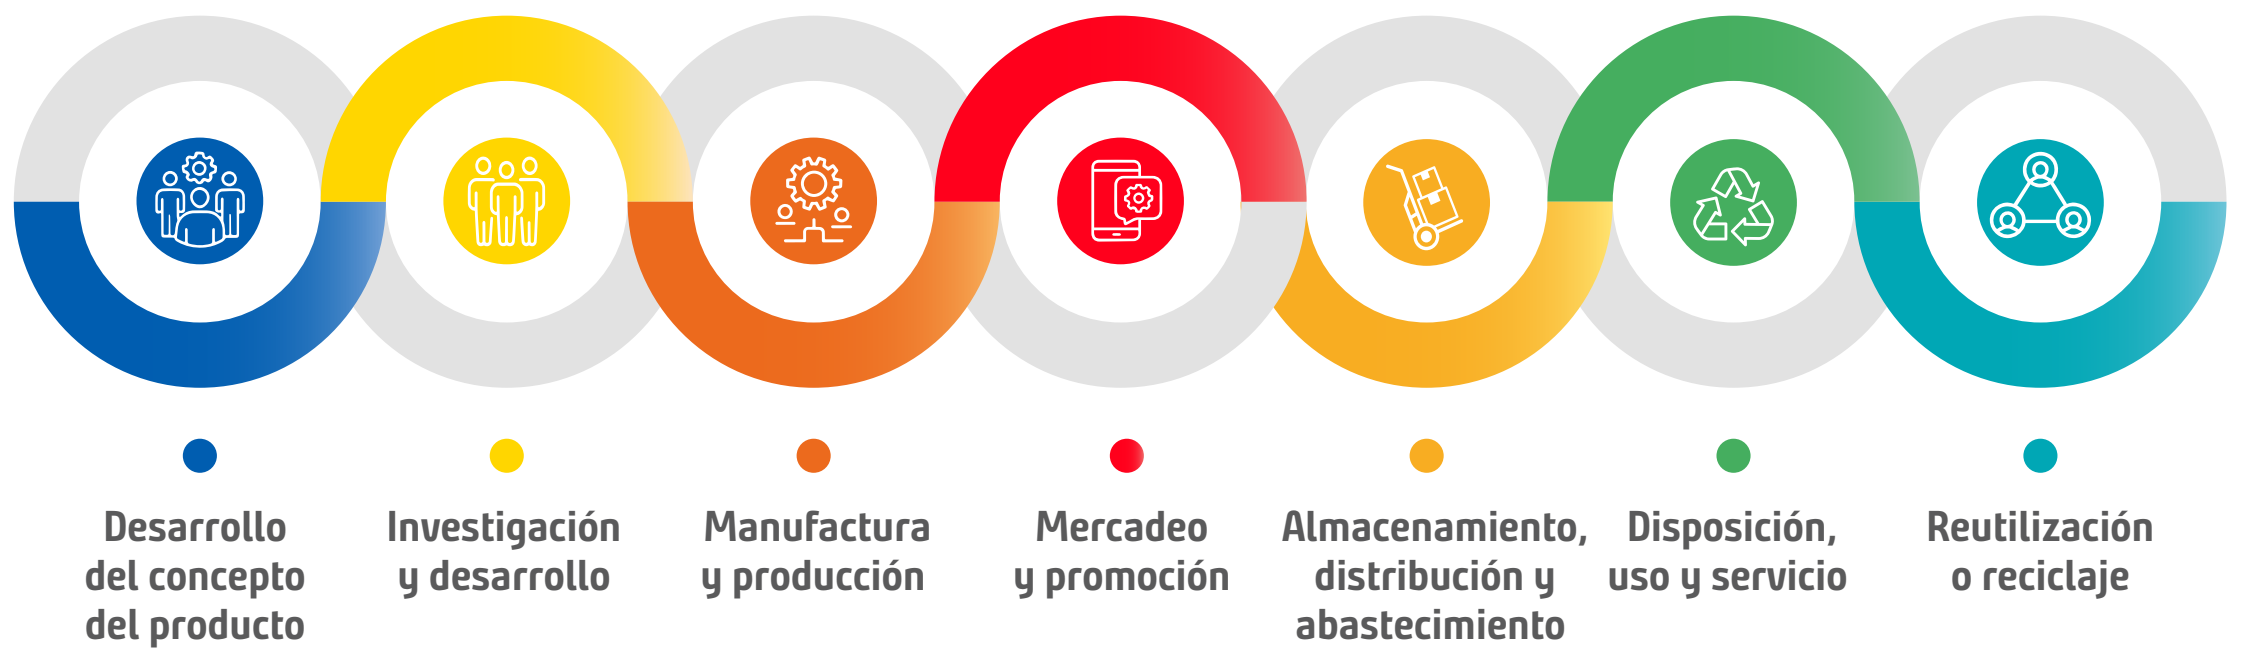 Desarrollo
del concepto
del producto
Investigación
y desarrollo
Manufactura
y producción
Mercadeo
y promoción
Almacenamiento,
distribución y
abastecimiento
Disposición,
uso y servicio
Reutilización
o reciclaje